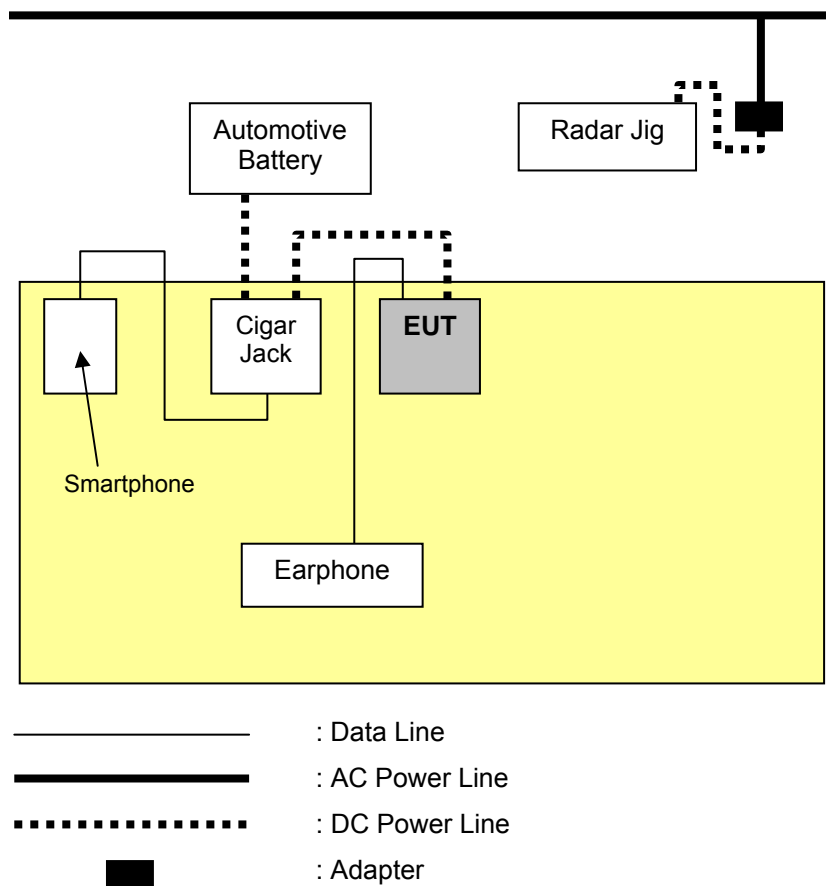 Automotive
Battery
Radar Jig
Cigar
Jack
EUT
Smartphone
Earphone
: Data Line
: AC Power Line
: DC Power Line
: Adapter